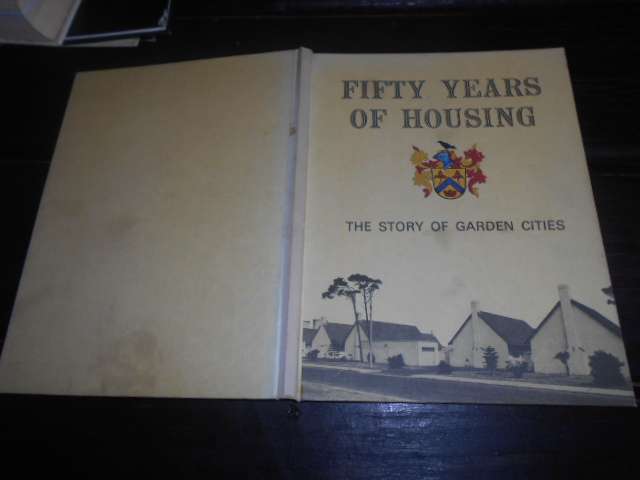 FIFTY YEARS
OF HOUSING
THE STORY OF GARDEN CITIES